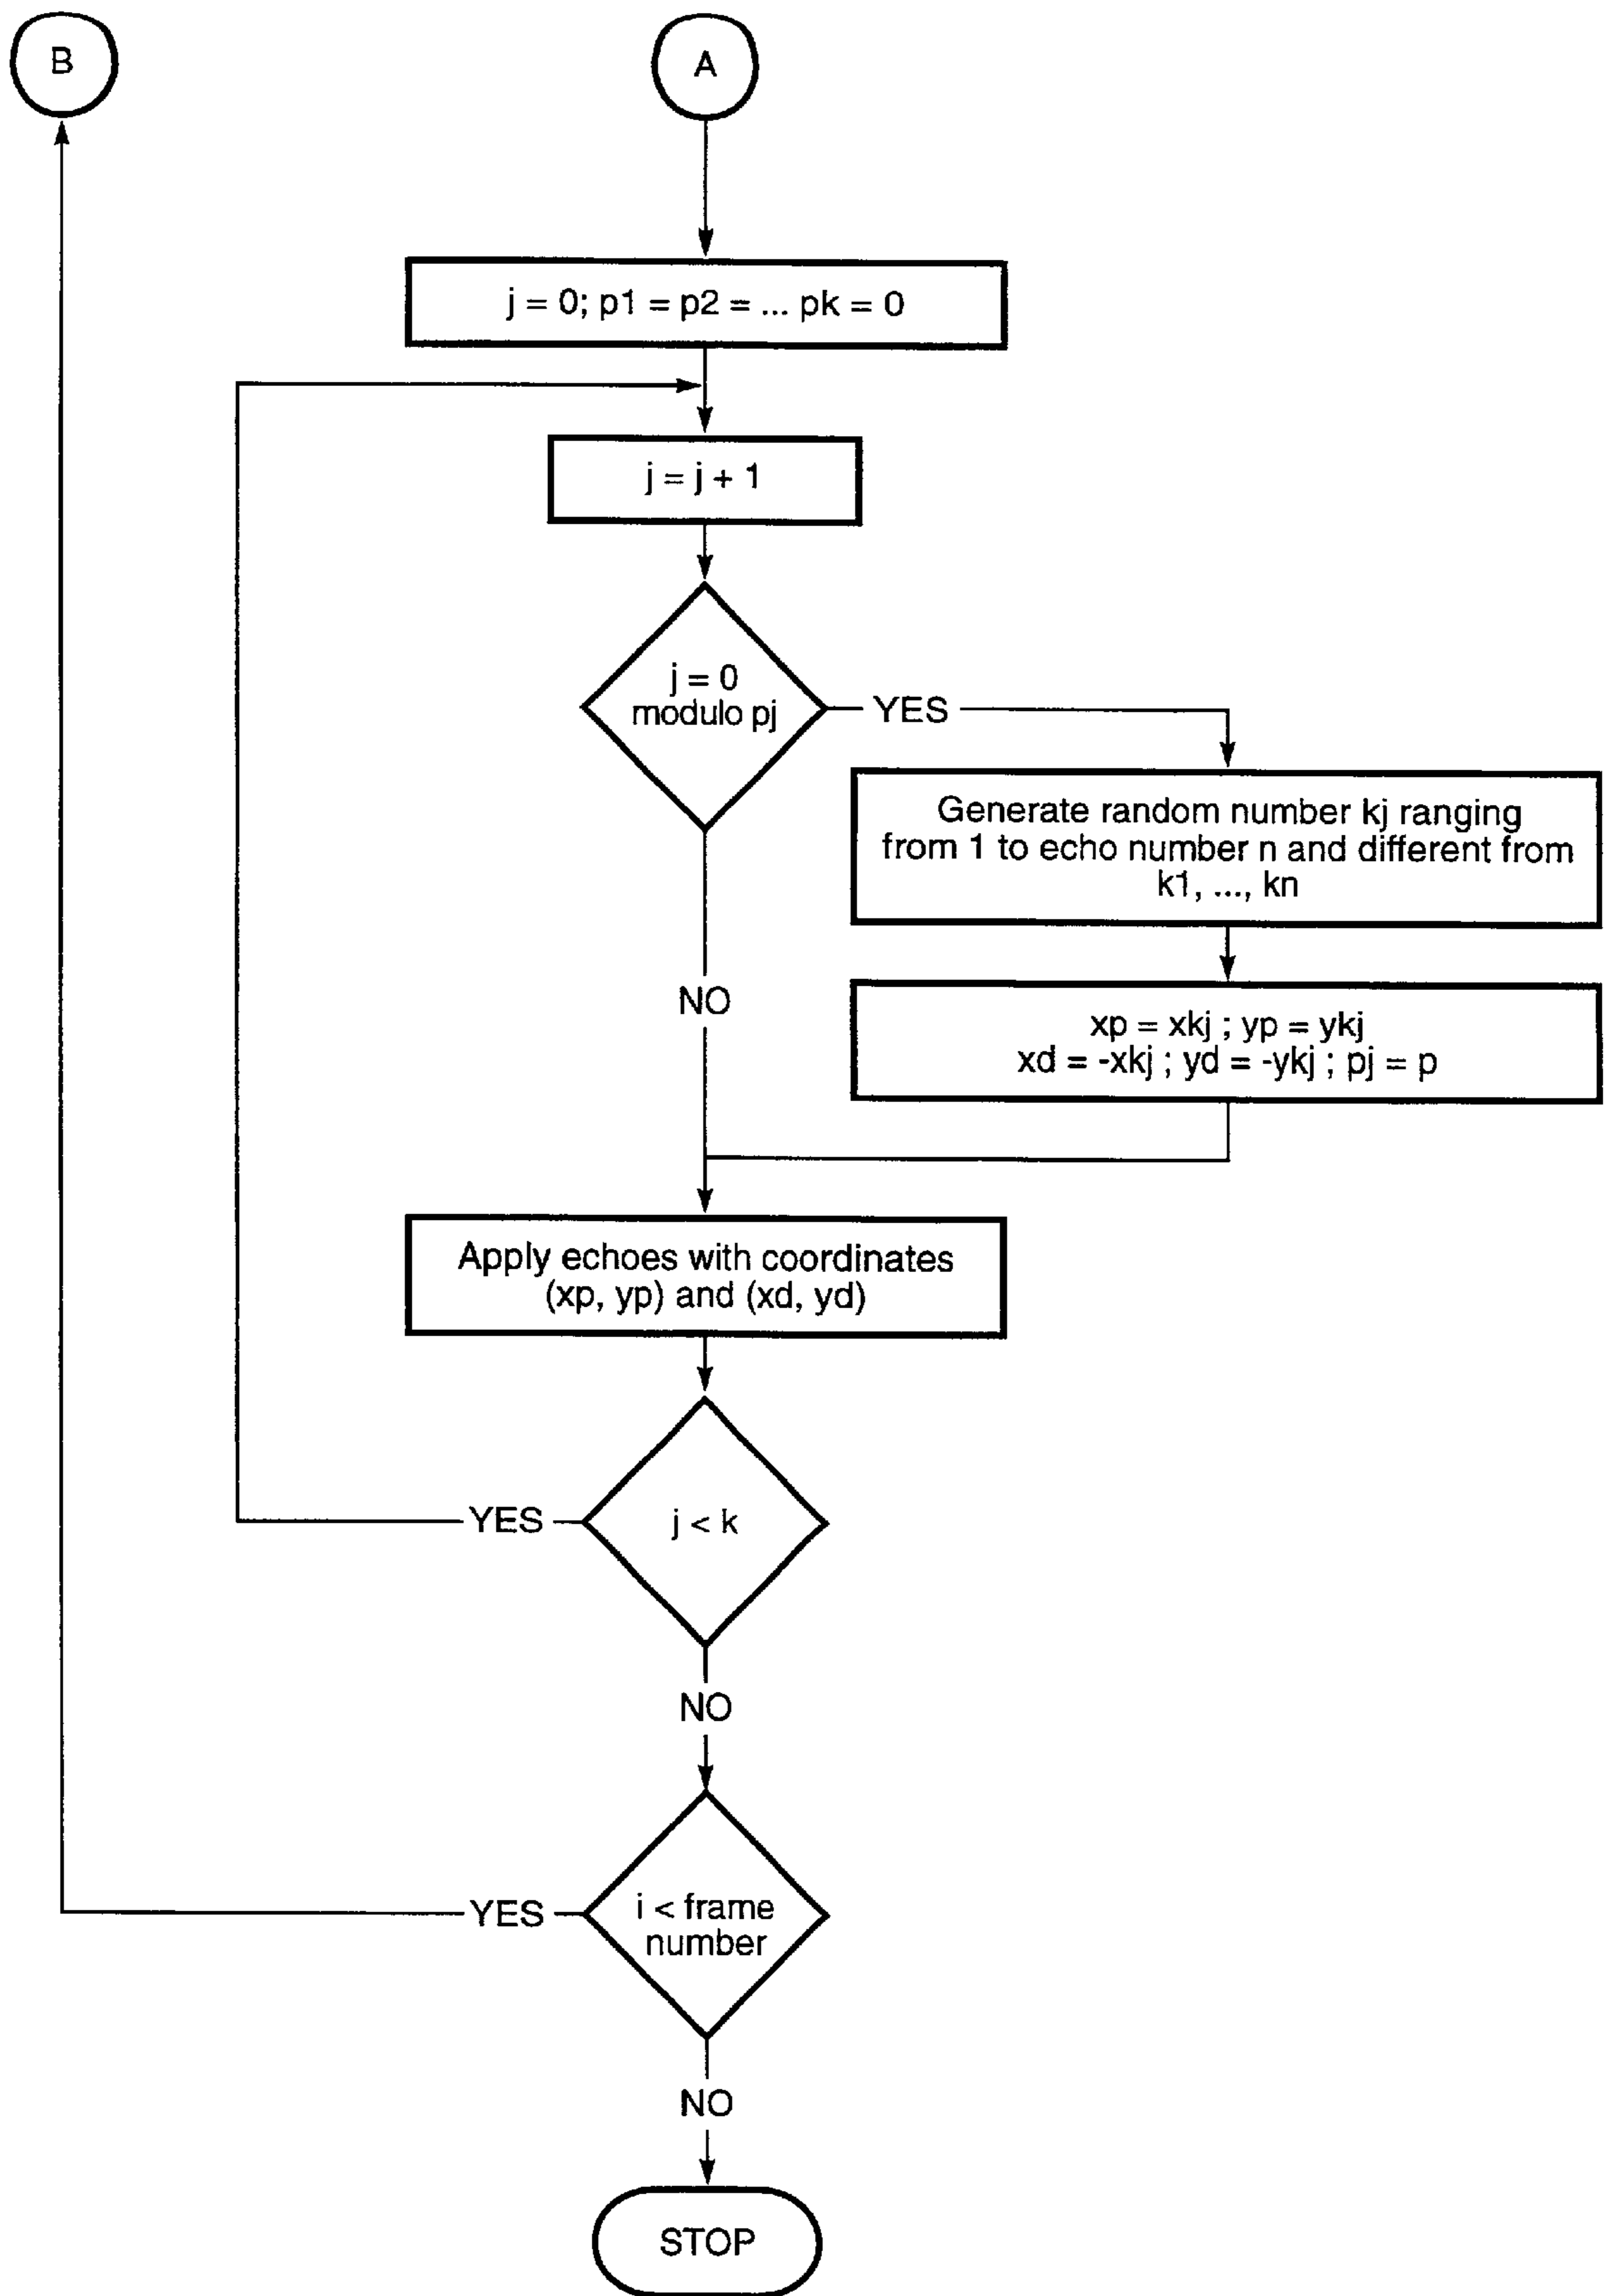 B
A
j = 0; p1 = p2 = ... pk = 0
j = j + 1
j = 0
modulo pj
YES
Generate random number kj ranging
from 1 to echo number n and different from
k1, ..., kn
NO
xp = xkj ; yp = ykj
xd = -xkj ; yd = -ykj ; pj = p
Apply echoes with coordinates
(xp, yp) and (xd, yd)
YES
j < k
NO
YES
i < frame
number
NO
STOP